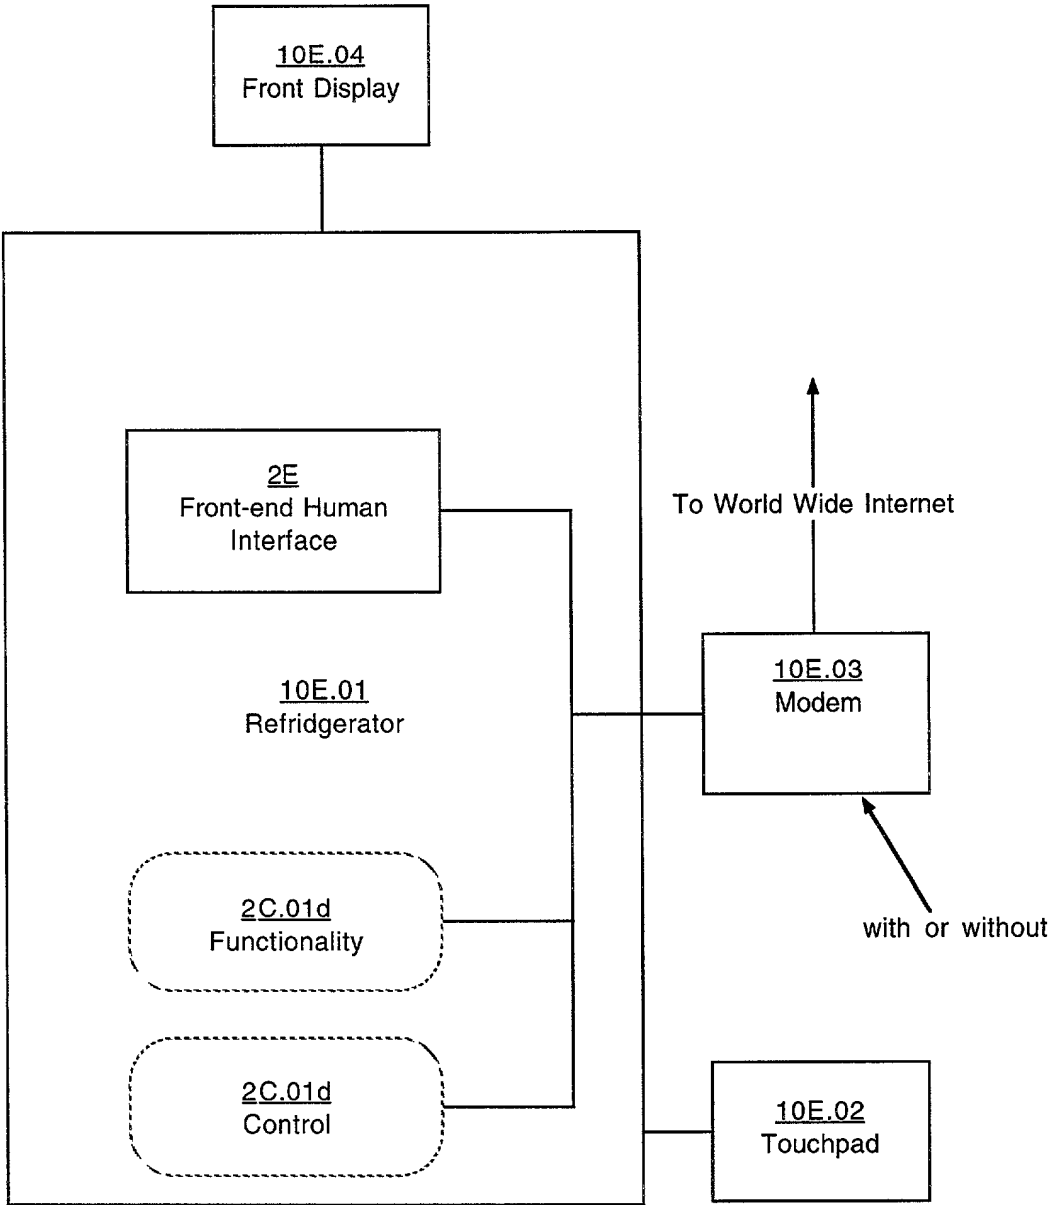 10E.04
Front Display
2E
Front-end Human
Interface
To World Wide Internet
10E.01
Refridgerator
10E.03
Modem
2C.01d
Functionality
with or without
2C.01d
Control
10E.02
Touchpad